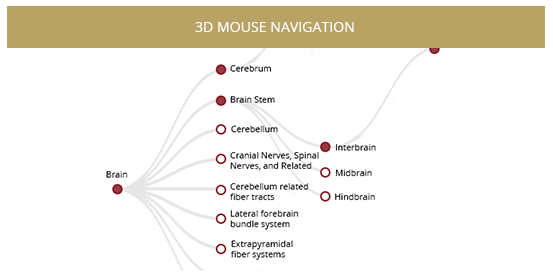 3D MOUSE NAVIGATION
Cerebrum
Brain Stem
Cerebellum
Interbrain
Cranial Nerves, Spinal
Nerves, and Related
Midbrain
Brain
Cerebellum related
fiber tracts
Hindbrain
Lateral forebrain
bundle system
Extrapyramidal
fiber systems